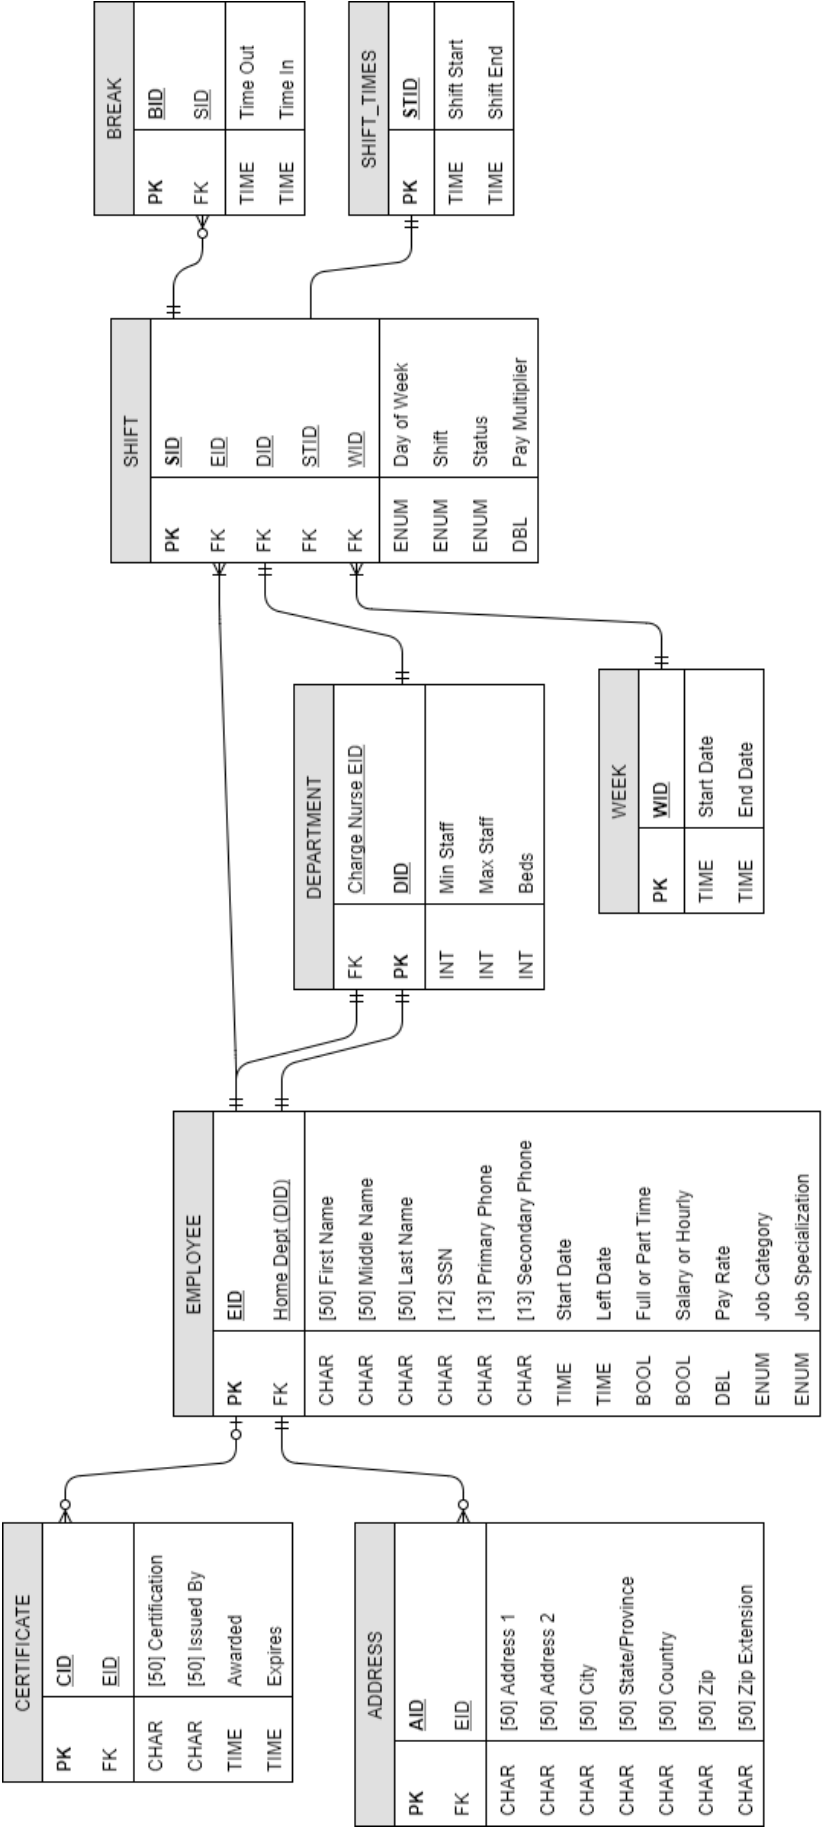 CERTIFICATE
PK CID
FK EID
CHAR [50] Certification
CHAR [50] Issued By
TIME Awarded
TIME Expires
ADDRESS
PK AID
FK EID
CHAR [50] Address 1
CHAR [50] Address 2
CHAR [50] City
CHAR [50] State/Province
CHAR [50] Country
CHAR [50] Zip
CHAR [50] Zip Extension
EMPLOYEE
PK EID
FK Home Dept (DID)
CHAR [50] First Name
CHAR [50] Middle Name
CHAR [50] Last Name
CHAR [12] SSN
CHAR [13] Primary Phone
CHAR [13] Secondary Phone
TIME Start Date
TIME Left Date
BOOL Full or Part Time
BOOL Salary or Hourly
DBL Pay Rate
ENUM Job Category
ENUM Job Specialization
DEPARTMENT
FK Charge Nurse EID
PK DID
INT Min Staff
INT Max Staff
INT Beds
WEEK
PK WID
TIME Start Date
TIME End Date
SHIFT
PK SID
FK EID
FK DID
FK STID
FK WID
ENUM Day of Week
ENUM Shift
ENUM Status
DBL Pay Multiplier
BREAK
PK BID
FK SID
TIME Time Out
TIME Time In
SHIFT_TIMES
PK STID
TIME Shift Start
TIME Shift End